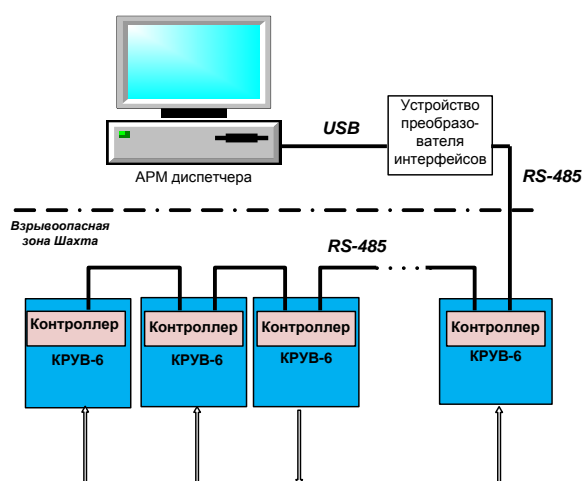 Устройство
преобразо-
вателя
интерфейсов
USB
АРМ диспетчера
RS-485
Взрывоопасная
зона Шахта
RS-485
Контроллер
КРУВ-6
Контроллер
КРУВ-6
Контроллер
КРУВ-6
Контроллер
КРУВ-6